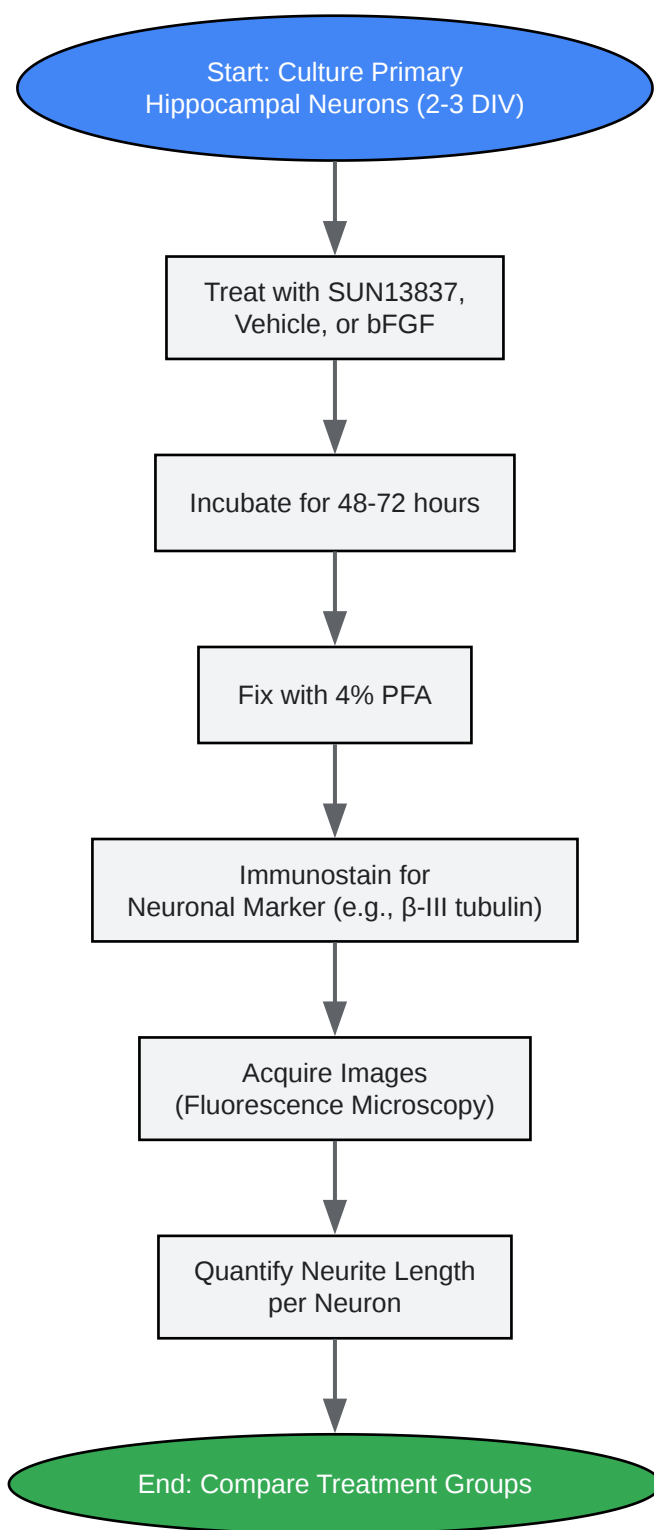 Start: Culture Primary
Hippocampal Neurons (2-3 DIV)
Treat with SUN13837,
Vehicle, or bFGF
Incubate for 48-72 hours
Fix with 4% PFA
Immunostain for
Neuronal Marker (e.g., β-III tubulin)
Acquire Images
(Fluorescence Microscopy)
Quantify Neurite Length
per Neuron
End: Compare Treatment Groups